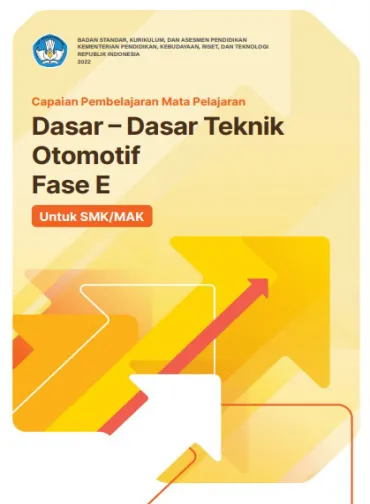 BADAN STANDAR, KURIKULUM, DAN ASESMEN PENDIDIKAN
KEMENTERIAN PENDIDIKAN, KEBUDAYAAN, RISET, DAN TEKNOLOGI
REPUBLIK INDONESIA
2022
Capaian Pembelajaran Mata Pelajaran
Dasar – Dasar Teknik
Otomotif
Fase E
Untuk SMK/MAK